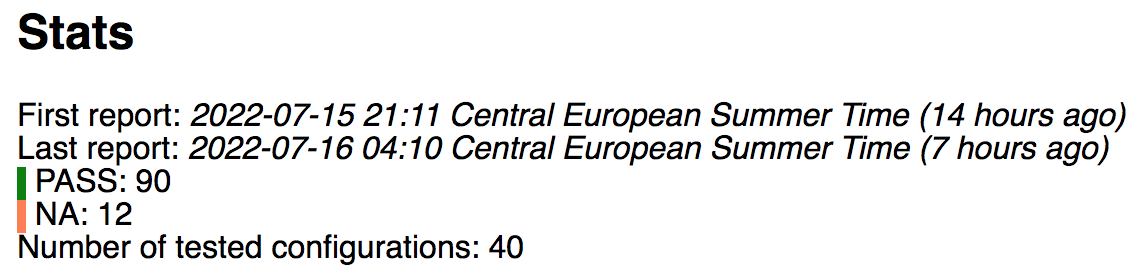 Stats
First report: 2022-07-15 21:11 Central European Summer Time (14 hours ago)
Last report: 2022-07-16 04:10 Central European Summer Time (7 hours ago)
PASS: 90
NA: 12
Number of tested configurations: 40